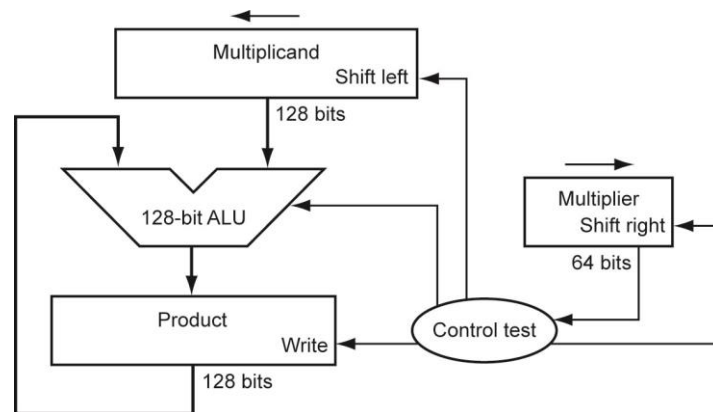 Multiplicand
Shift left
128 bits
128-bit ALU
Multiplier
Shift right
64 bits
Product
Write
Control test
128 bits